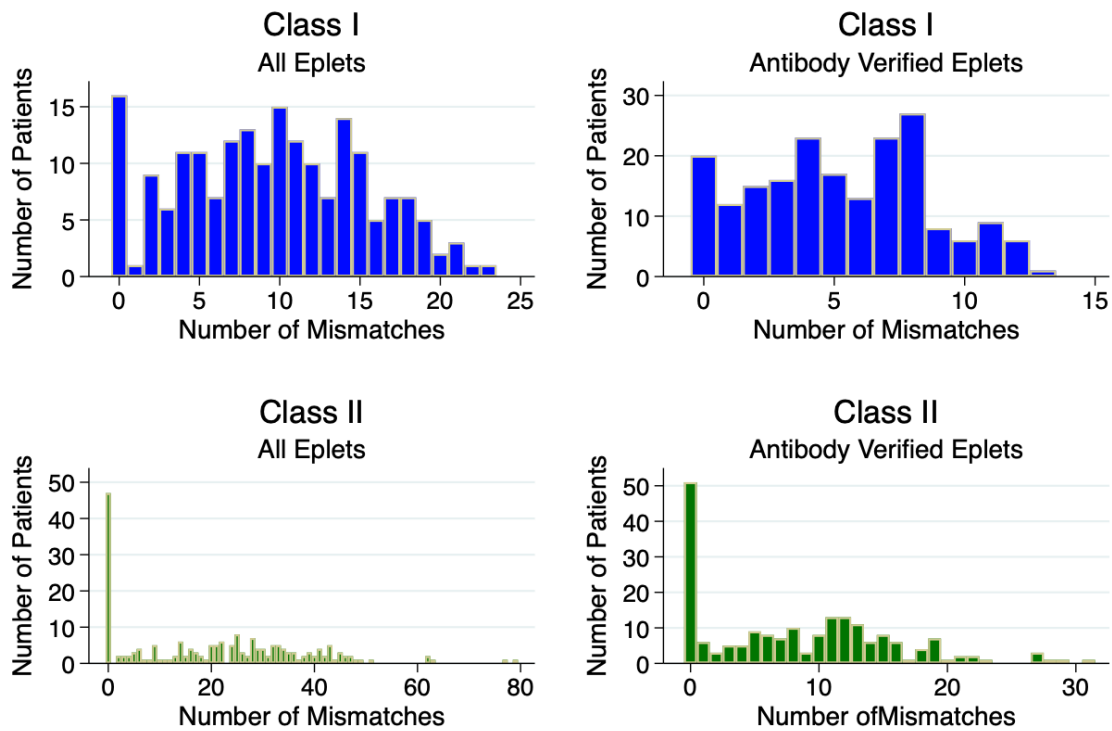 Class I
All Eplets
Number of Patients
15
10
5
0
0 5 10 15 20 25
Number of Mismatches
Class I
Antibody Verified Eplets
Number of Patients
30
20
10
0
0 5 10 15
Number of Mismatches
Class II
All Eplets
Number of Patients
50
40
30
20
10
0
0 20 40 60 80
Number of Mismatches
Class II
Antibody Verified Eplets
Number of Patients
50
40
30
20
10
0
0 10 20 30
Number ofMismatches